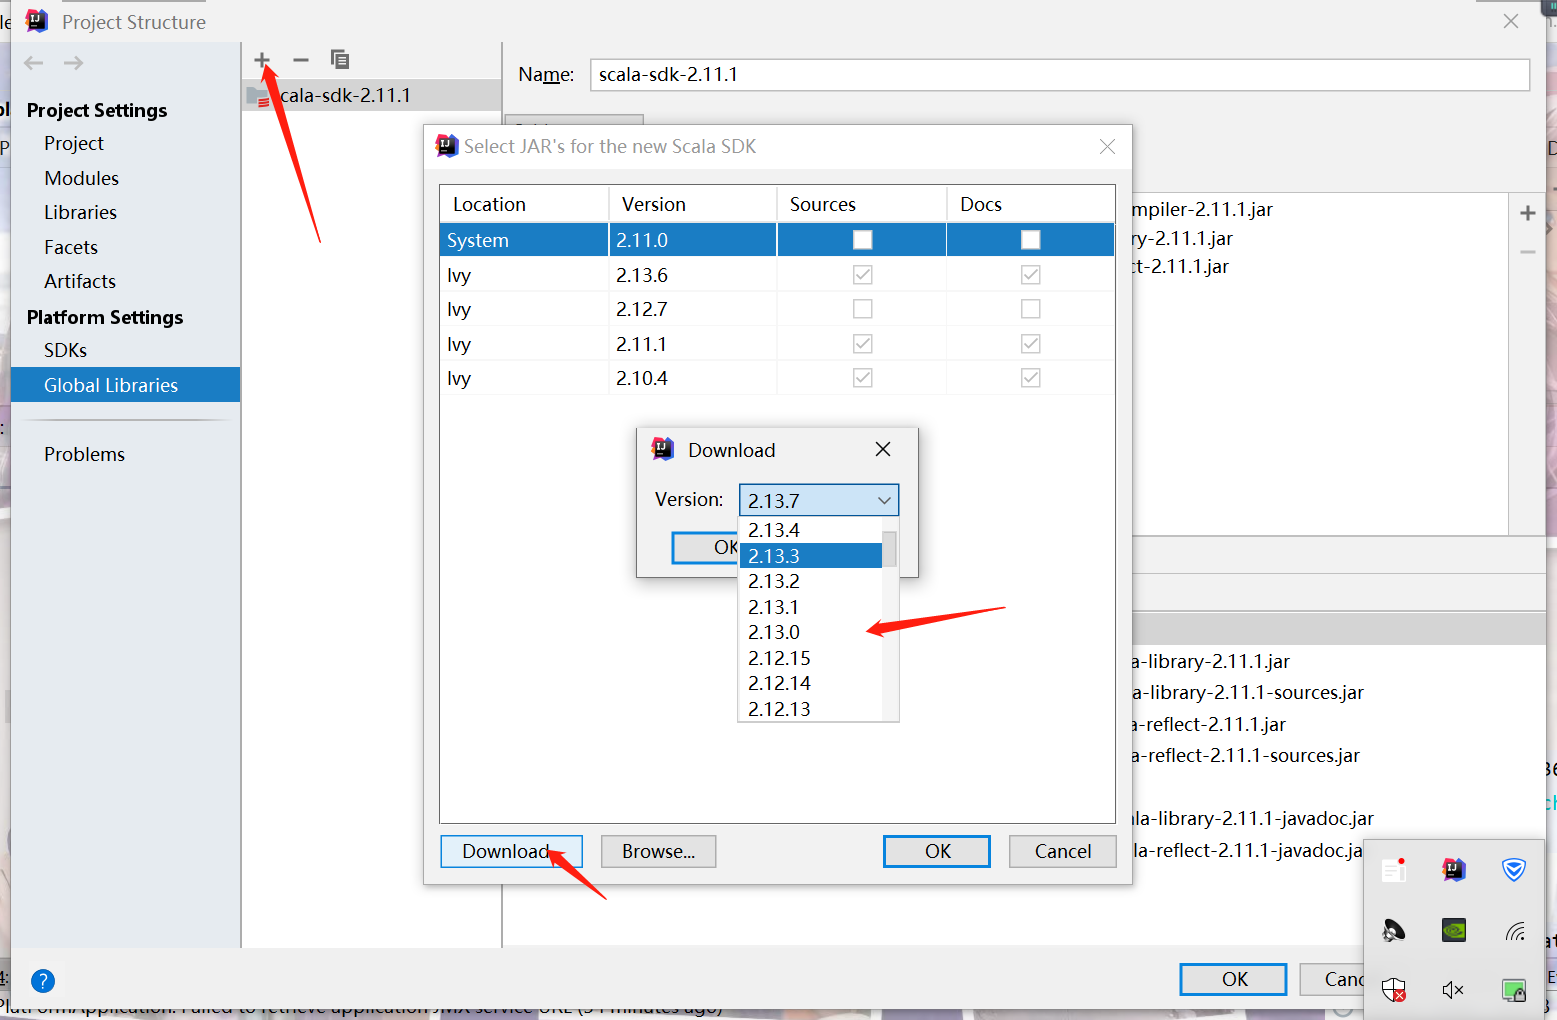 Project Structure
Project Settings
Project
Modules
Libraries
Facets
Artifacts
Platform Settings
SDKs
Global Libraries
Problems
cala-sdk-2.11.1
Name:
scala-sdk-2.11.1
Select JAR's for the new Scala SDK
Location Version Sources Docs
System 2.11.0
Ivy 2.13.6
Ivy 2.12.7
Ivy 2.11.1
Ivy 2.10.4
Download
Version: 2.13.7
OK
2.13.4
2.13.3
2.13.2
2.13.1
2.13.0
2.12.15
2.12.14
2.12.13
Download
Browse...
OK
Cancel
mpiler-2.11.1.jar
ry-2.11.1.jar
ct-2.11.1.jar
a-library-2.11.1.jar
a-library-2.11.1-sources.jar
a-reflect-2.11.1.jar
a-reflect-2.11.1-sources.jar
la-library-2.11.1-javadoc.jar
la-reflect-2.11.1-javadoc.ja
?
OK
Canc
PlatformApplication: Failed to retrieve application JMX service URL (34 minutes ago)